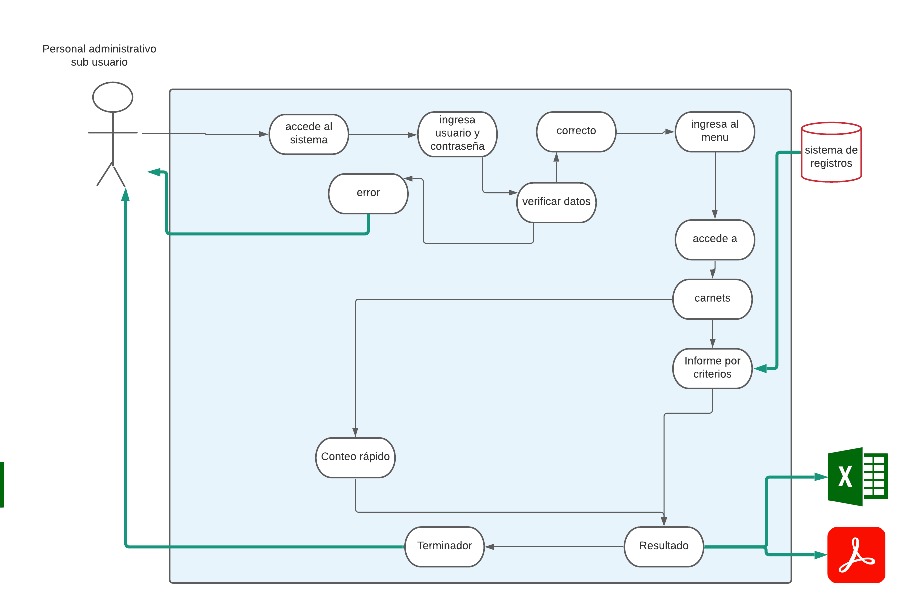 Personal administrativo
sub usuario
accede al
sistema
ingresa
usuario y
contraseña
correcto
ingresa al
menu
sistema de
registros
error
verificar datos
accede a
carnets
Informe por
criterios
Conteo rápido
X
Terminador
Resultado